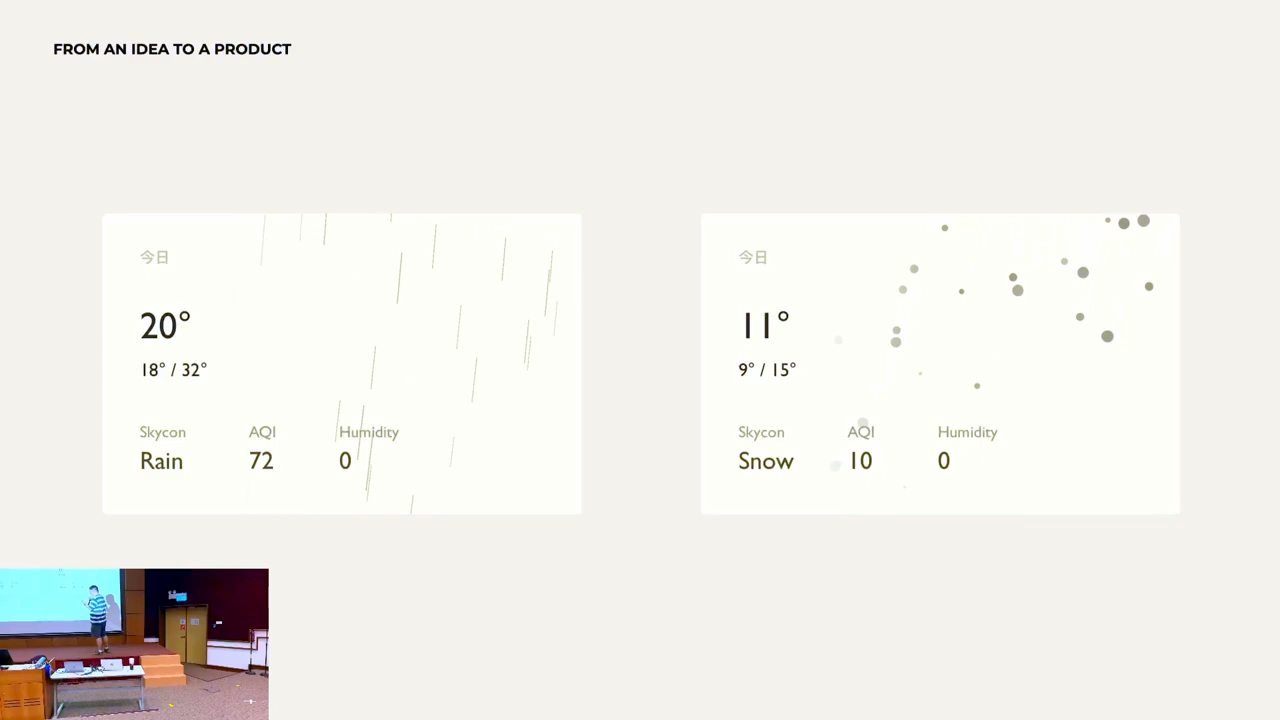 FROM AN IDEA TO A PRODUCT
今日
20°
18° / 32°
Skycon AQI Humidity
Rain 72 0
今日
11°
9° / 15°
Skycon AQI Humidity
Snow 10 0